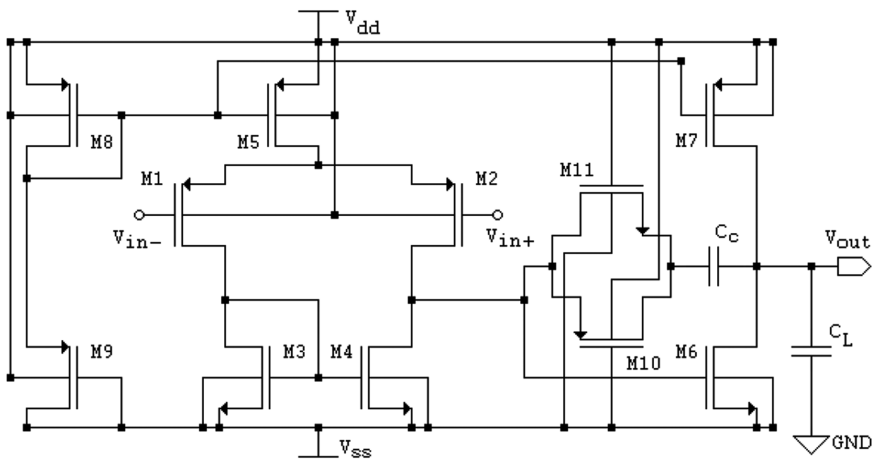 Vdd
M8
M5
M7
M1
M2
M11
Vin-
Vin+
Cc
Vout
M9
M3
M4
M10
M6
CL
Vss
GND